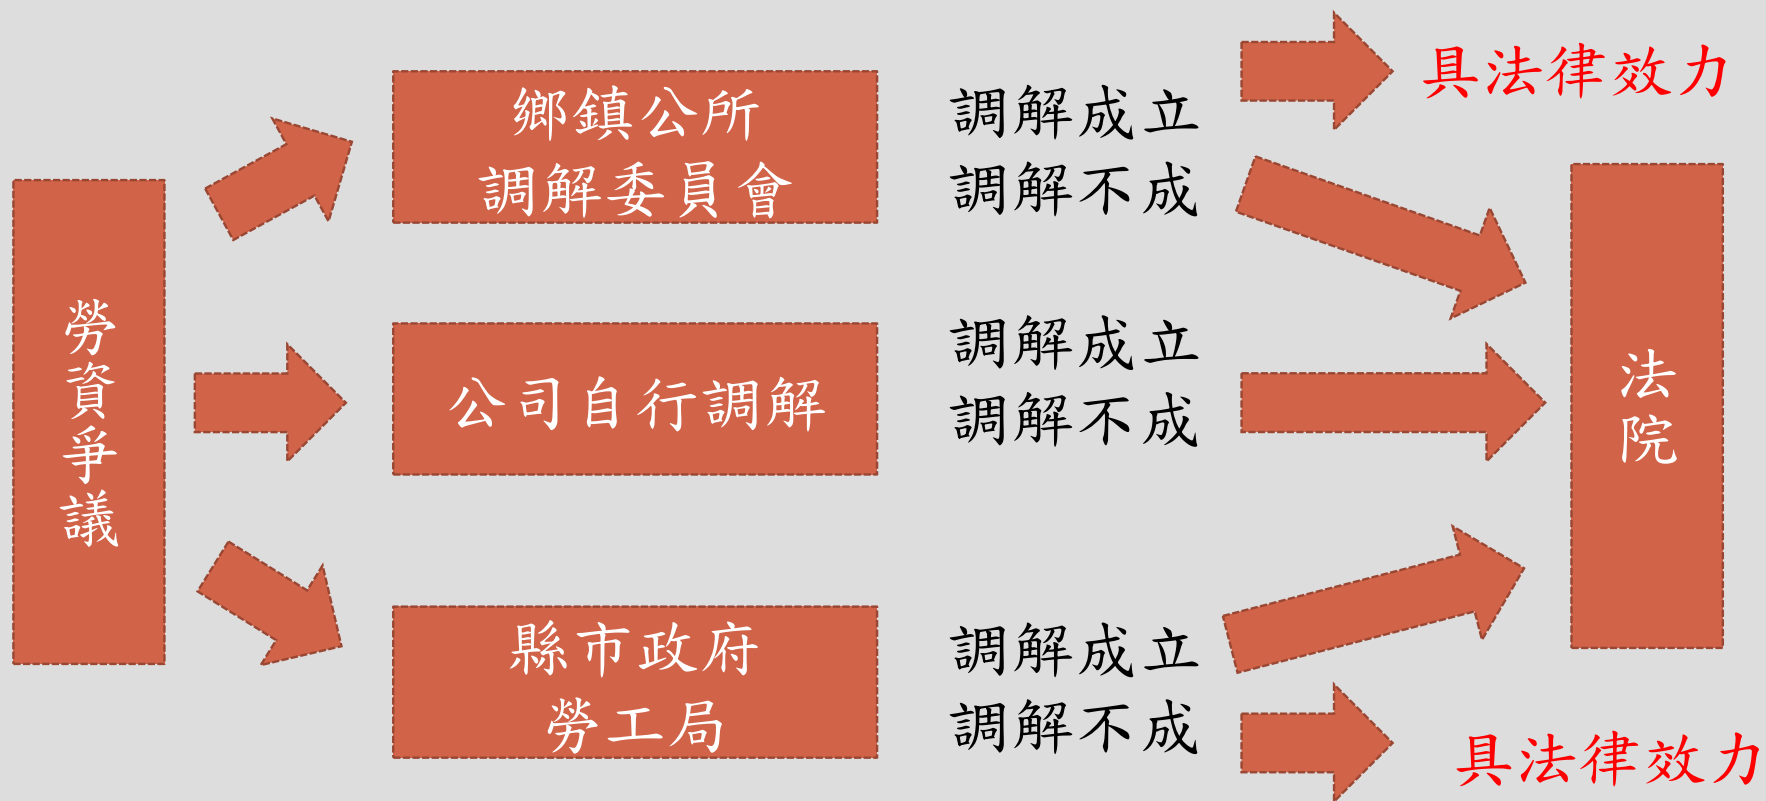 勞資爭議
鄉鎮公所
調解委員會
調解成立
調解不成
具法律效力
公司自行調解
調解成立
調解不成
縣市政府
勞工局
調解成立
調解不成
具法律效力
法院